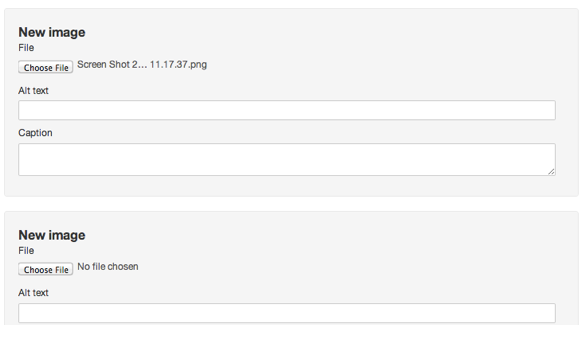 New image
File
Choose File Screen Shot 2... 11.17.37.png
Alt text
Caption
New image
File
Choose File No file chosen
Alt text